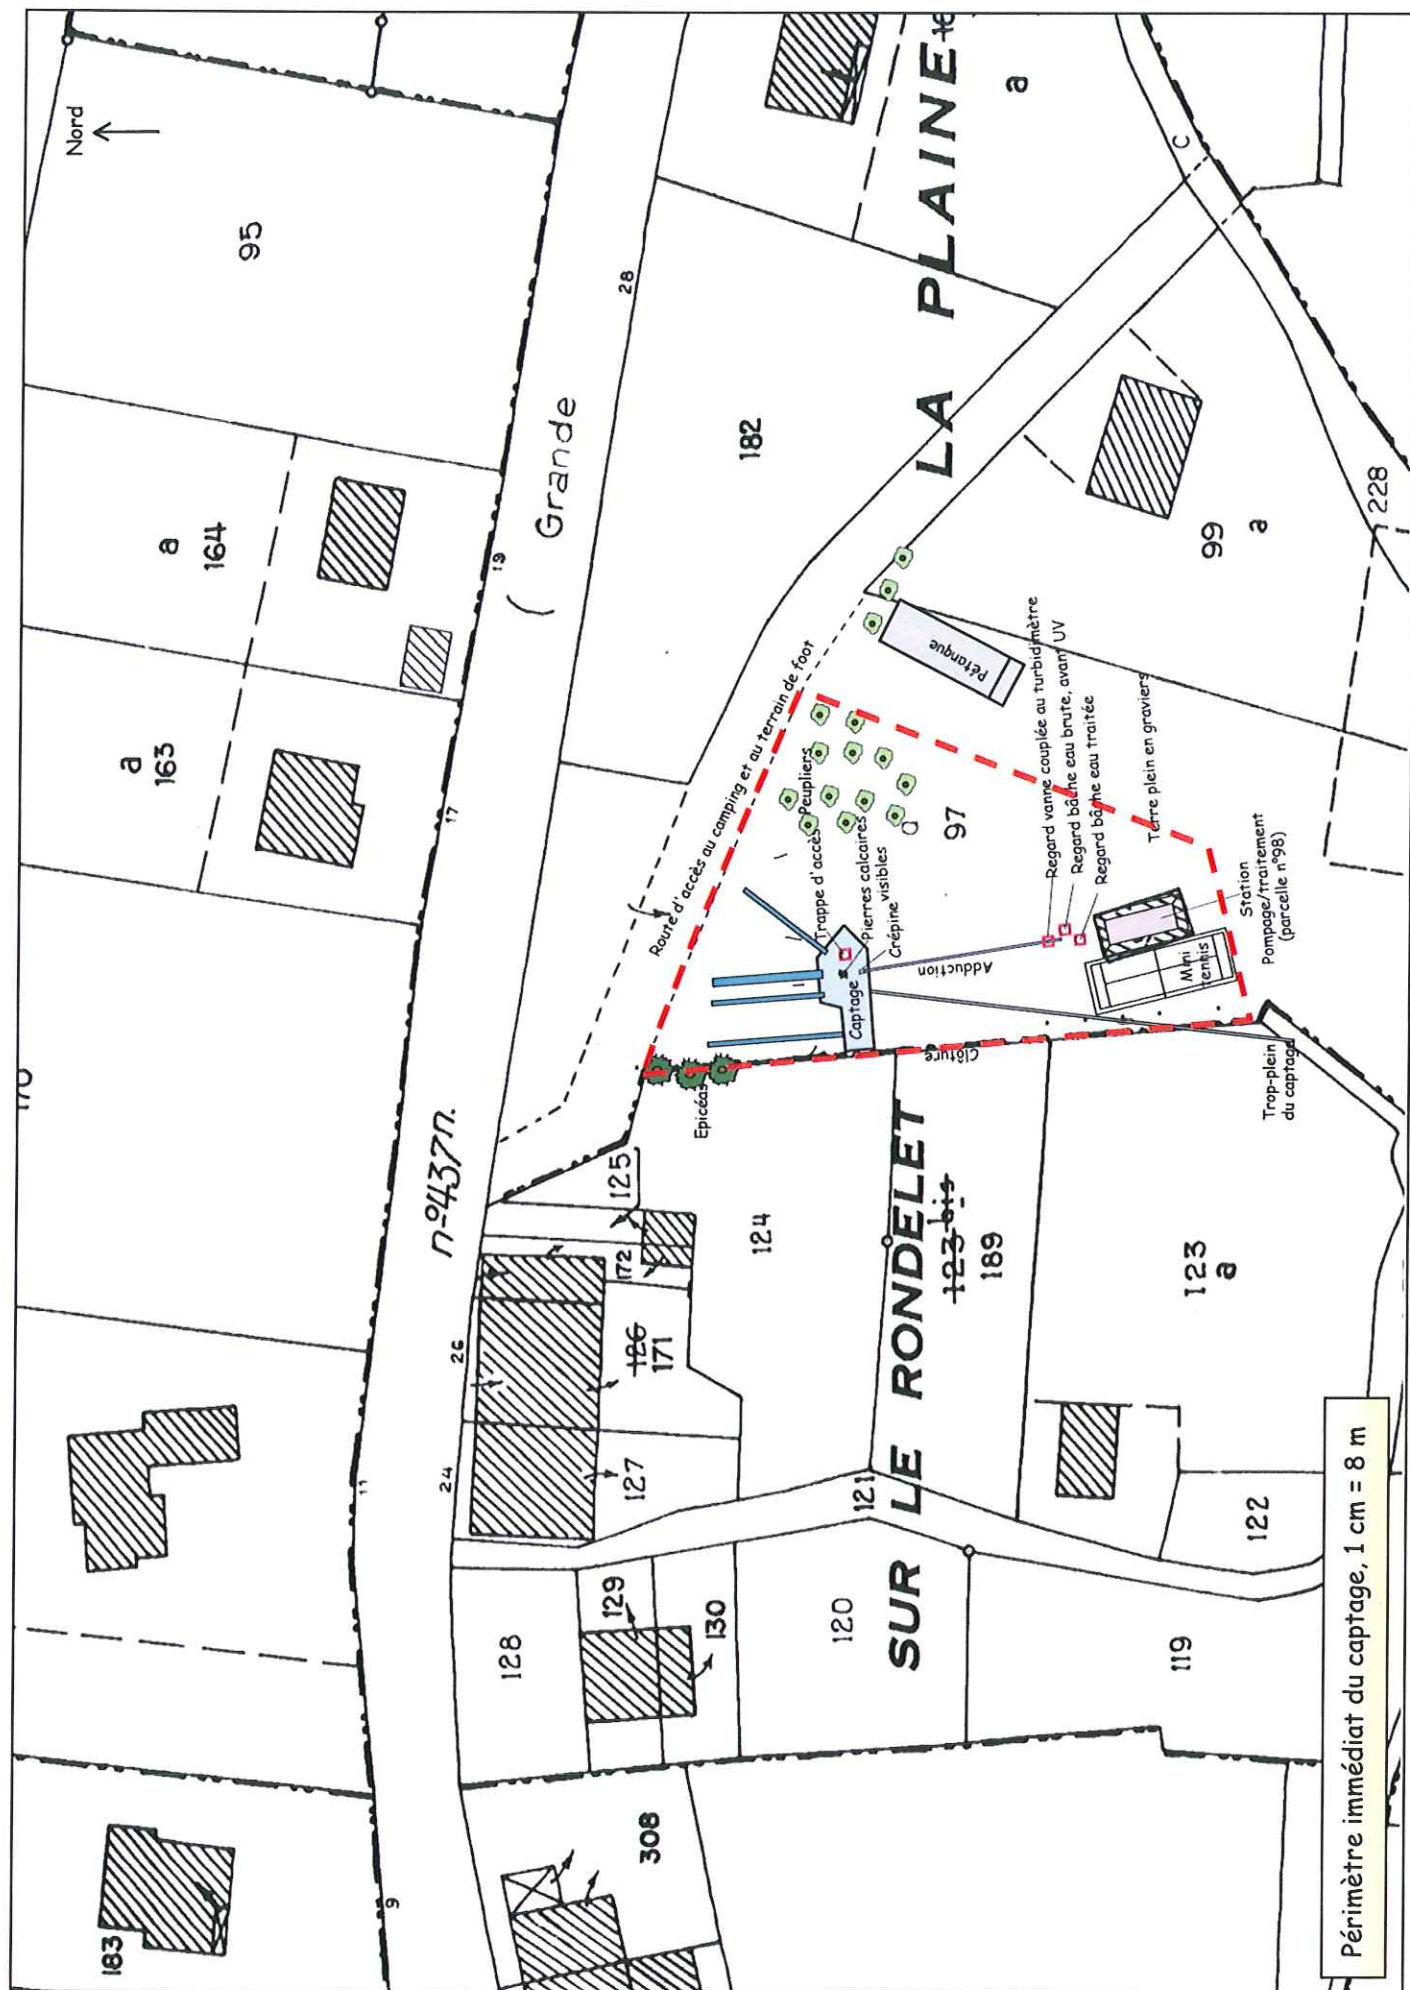 Nord
95
a
164
a
163
170
183
19
17
11
9
28
26
24
( Grande
n°437n.
182
LA PLAINE
a
C
99
a
228
97
Pétanque
Route d'accès au camping et au terrain de foot
Peupliers
Trappe d'accès
Pierres calcaires visibles
Crépine
Captage
Adduction
Regard vanne couplée au turbidimètre
Regard bâche eau brute, avant UV
Regard bâche eau traitée
Terre plein en graviers
Station
Pompage/traitement
(parcelle n°98)
Mini
tennis
Trop-plein
du captage
Clôture
Epicéas
125
172
124
126
171
127
SUR LE RONDELET
123 bis
189
123
a
121
122
128
129
130
120
119
308
Périmètre immédiat du captage, 1 cm = 8 m